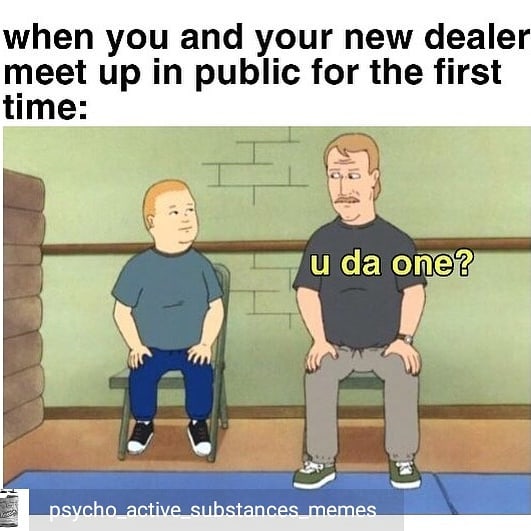 when you and your new dealer
meet up in public for the first
time:
u da one?
psycho_active_substances_memes